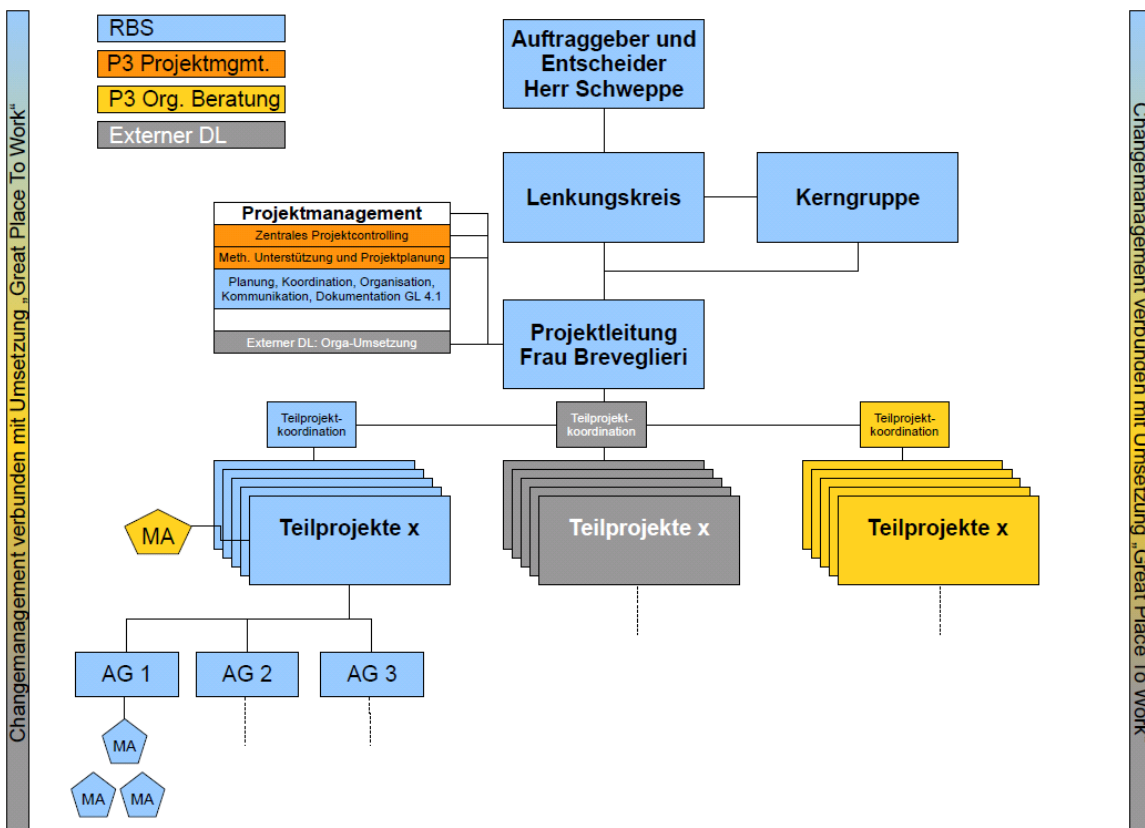 Changemanagement verbunden mit Umsetzung „Great Place To Work“
RBS
P3 Projektmgmt.
P3 Org. Beratung
Externer DL
Auftraggeber und
Entscheider
Herr Schweppe
Lenkungskreis
Kerngruppe
Projektmanagement
Zentrales Projektcontrolling
Meth. Unterstützung und Projektplanung
Planung, Koordination, Organisation,
Kommunikation, Dokumentation GL 4.1
Externer DL: Orga-Umsetzung
Projektleitung
Frau Breveglieri
Teilprojekt-
koordination
Teilprojekt-
koordination
Teilprojekt-
koordination
MA
Teilprojekte x
Teilprojekte x
Teilprojekte x
AG 1
AG 2
AG 3
MA
MA
MA
Changemanagement verbunden mit Umsetzung „Great Place To Work